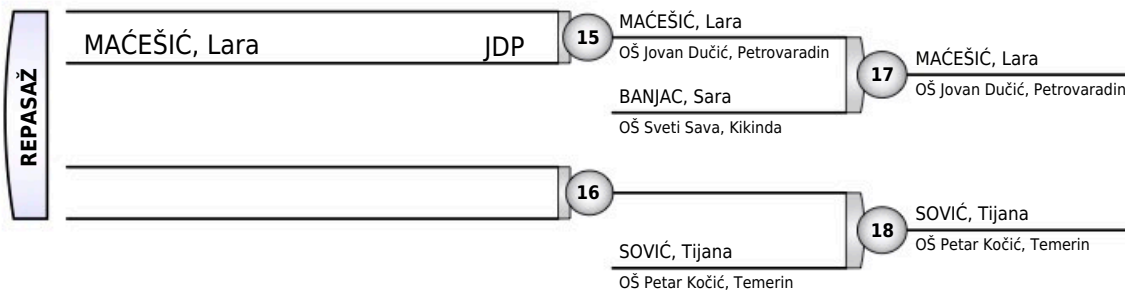 REPASAŽ
MAĆEŠIĆ, Lara JDP
15
MAĆEŠIĆ, Lara
OŠ Jovan Dučić, Petrovaradin
BANJAC, Sara
OŠ Sveti Sava, Kikinda
17
MAĆEŠIĆ, Lara
OŠ Jovan Dučić, Petrovaradin
16
SOVIĆ, Tijana
OŠ Petar Kočić, Temerin
18
SOVIĆ, Tijana
OŠ Petar Kočić, Temerin